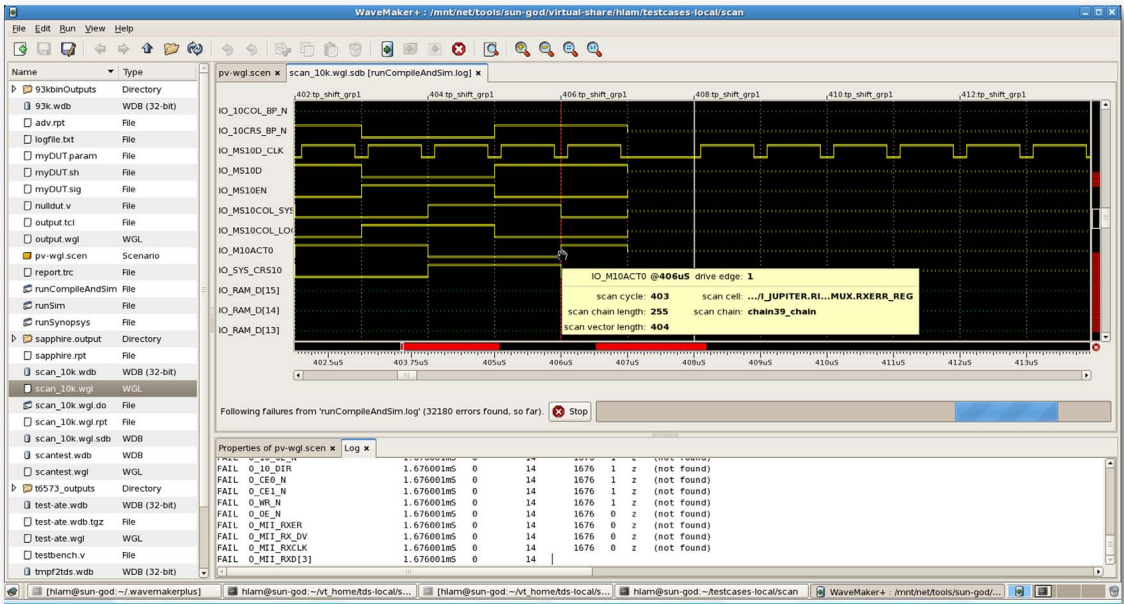 WaveMaker+ : /mnt/net/tools/sun-god/virtual-share/hlam/testcases-local/scan
File Edit Run View Help
Name Type
93kbinOutputs Directory
93k.wdb WDB (32-bit)
adv.rpt File
logfile.txt File
myDUT.param File
myDUT.sh File
myDUT.sig File
nulldut.v File
output.tcl File
output.wgl WGL
pv-wgl.scen Scenario
report.trc File
runCompileAndSim File
runSim File
runSynopsys File
sapphire.output Directory
sapphire.rpt File
scan_10k.wdb WDB (32-bit)
scan_10k.wgl WGL
scan_10k.wgl.do File
scan_10k.wgl.rpt File
scan_10k.wgl.sdb WDB
scantest.wdb WDB
scantest.wgl WGL
t6573_outputs Directory
test-ate.wdb WDB (32-bit)
test-ate.wdb.tgz File
test-ate.wgl WGL
testbench.v File
tmpf2tds.wdb WDB (32-bit)
pv-wgl.scen scan_10k.wgl.sdb [runCompileAndSim.log]
402:tp_shift_grp1 404:tp_shift_grp1 406:tp_shift_grp1 408:tp_shift_grp1 410:tp_shift_grp1 412:tp_shift_grp1
IO_10COL_BP_N
IO_10CRS_BP_N
IO_MS10D_CLK
IO_MS10D
IO_MS10EN
IO_MS10COL_SYS
IO_MS10COL_LO
IO_M10ACT0
IO_SYS_CRS10
IO_RAM_D[15]
IO_RAM_D[14]
IO_RAM_D[13]
IO_M10ACT0 @406uS drive edge: 1
scan cycle: 403 scan cell: .../I_JUPITER.RI...MUX.RXERR_REG
scan chain length: 255 scan chain: chain39_chain
scan vector length: 404
402.5uS 403.75uS 405uS 406uS 407uS 408uS 409uS 410uS 411uS 412uS 413uS
Following failures from 'runCompileAndSim.log' (32180 errors found, so far). Stop
Properties of pv-wgl.scen Log
FAIL O_10_DIR 1.676001mS 0 14 1676 1 z (not found)
FAIL O_CE0_N 1.676001mS 0 14 1676 1 z (not found)
FAIL O_CE1_N 1.676001mS 0 14 1676 1 z (not found)
FAIL O_WR_N 1.676001mS 0 14 1676 1 z (not found)
FAIL O_OE_N 1.676001mS 0 14 1676 0 z (not found)
FAIL O_MII_RXER 1.676001mS 0 14 1676 0 z (not found)
FAIL O_MII_RX_DV 1.676001mS 0 14 1676 0 z (not found)
FAIL O_MII_RXCLK 1.676001mS 0 14 1676 0 z (not found)
FAIL O_MII_RXD[3] 1.676001mS 0 14
[hlam@sun-god:~/.wavemakerplus] hlam@sun-god:~/vt_home/tds-local/s... [hlam@sun-god:~/vt_home/tds-local/s... hlam@sun-god:~/testcases-local/scan WaveMaker+ : /mnt/net/tools/sun-god/...